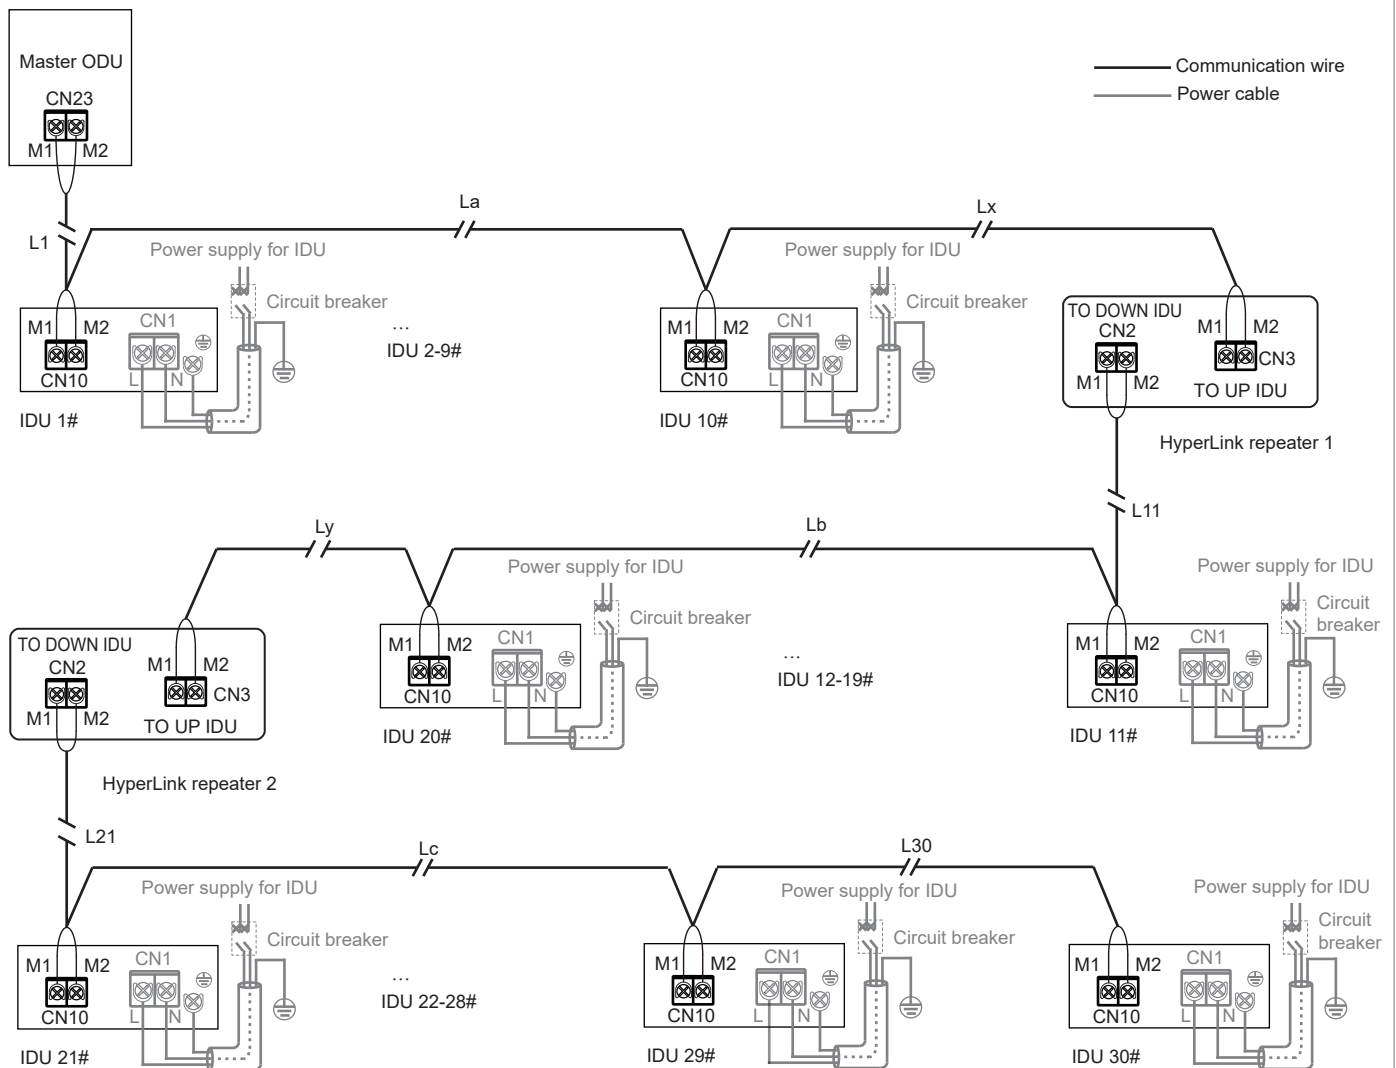 Master ODU
CN23
M1 M2
Communication wire
Power cable
L1
La
Lx
Power supply for IDU
Circuit breaker
M1 M2
CN1
CN10
L N
IDU 1#
...
IDU 2-9#
Power supply for IDU
Circuit breaker
M1 M2
CN1
CN10
L N
IDU 10#
TO DOWN IDU
CN2
M1 M2
M1 M2
CN3
TO UP IDU
HyperLink repeater 1
L11
Ly
Lb
TO DOWN IDU
CN2
M1 M2
M1 M2
CN3
TO UP IDU
HyperLink repeater 2
Power supply for IDU
Circuit breaker
M1 M2
CN1
CN10
L N
IDU 20#
...
IDU 12-19#
Power supply for IDU
Circuit
breaker
M1 M2
CN1
CN10
L N
IDU 11#
L21
Lc
L30
Power supply for IDU
Circuit breaker
M1 M2
CN1
CN10
L N
IDU 21#
...
IDU 22-28#
Power supply for IDU
Circuit breaker
M1 M2
CN1
CN10
L N
IDU 29#
Power supply for IDU
Circuit
breaker
M1 M2
CN1
CN10
L N
IDU 30#